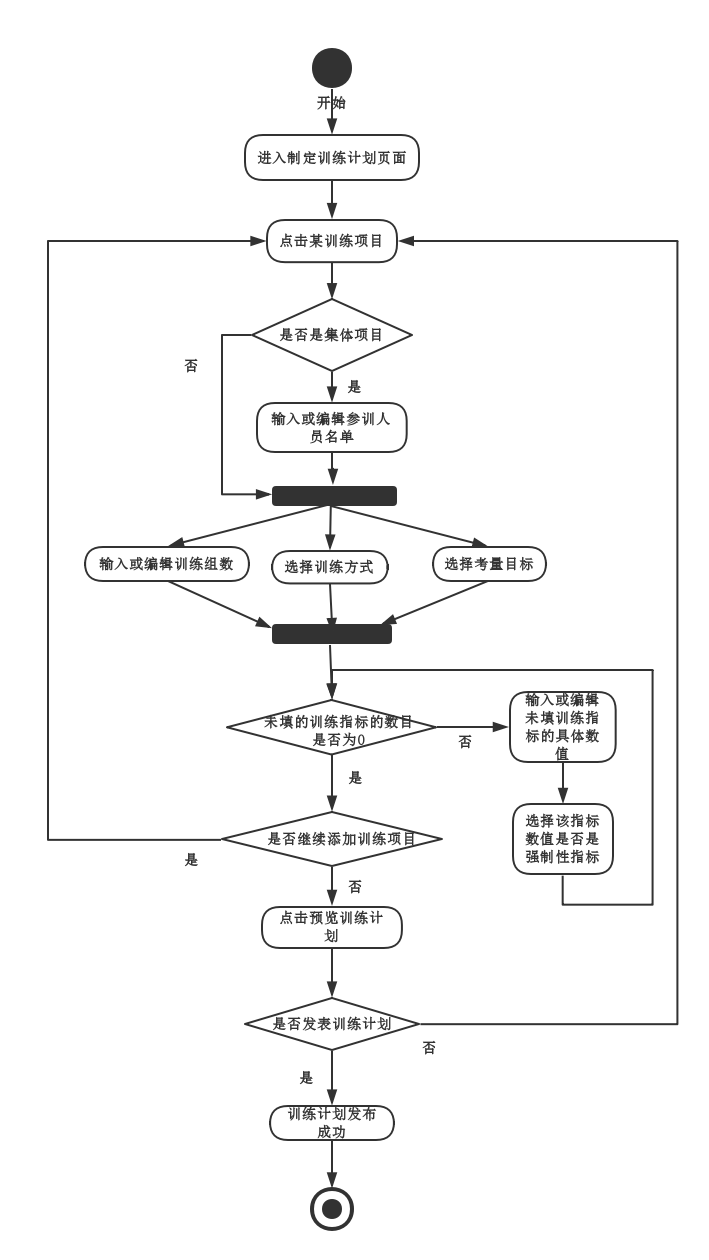 开始
进入制定训练计划页面
点击某训练项目
是否是集体项目
否
是
输入或编辑参训人
员名单
输入或编辑训练组数
选择训练方式
选择考量目标
未填的训练指标的数目
是否为0
否
输入或编辑
未填训练指
标的具体数
值
是
选择该指标
数值是否是
强制性指标
是否继续添加训练项目
是
否
点击预览训练计
划
是否发表训练计划
否
是
训练计划发布
成功